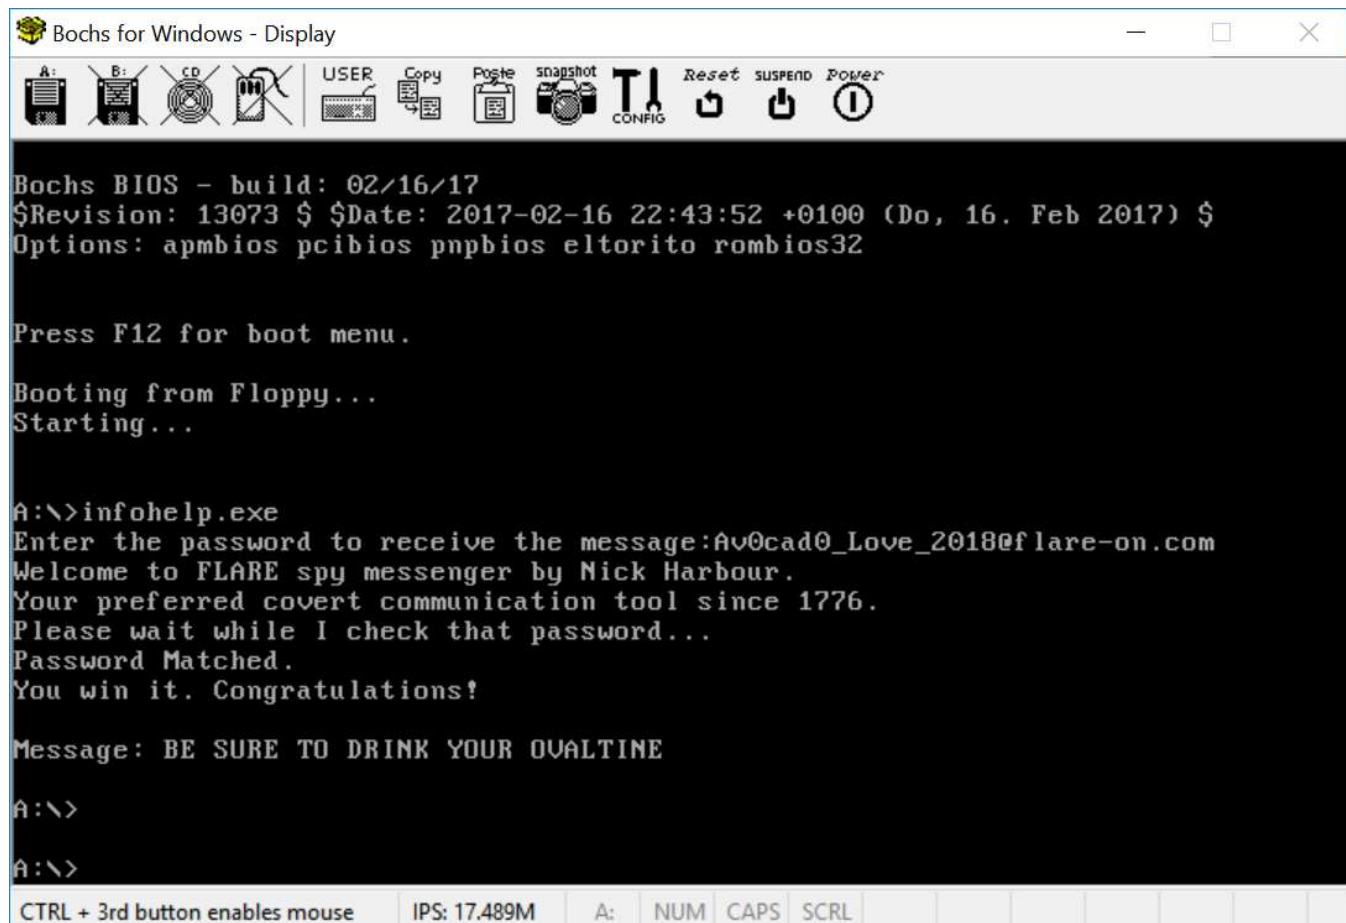 Bochs for Windows - Display
A: B: CD USER Copy Paste snapshot CONFIG Reset SUSPEND Power
Bochs BIOS - build: 02/16/17
$Revision: 13073 $ $Date: 2017-02-16 22:43:52 +0100 (Do, 16. Feb 2017) $
Options: apmbios pcibios pnpbios eltorito rombios32
Press F12 for boot menu.
Booting from Floppy...
Starting...
A:\>infohelp.exe
Enter the password to receive the message:Av0cad0_Love_2018@flare-on.com
Welcome to FLARE spy messenger by Nick Harbour.
Your preferred covert communication tool since 1776.
Please wait while I check that password...
Password Matched.
You win it. Congratulations!
Message: BE SURE TO DRINK YOUR OVALTINE
A:\>
A:\>
CTRL + 3rd button enables mouse IPS: 17.489M A: NUM CAPS SCRL